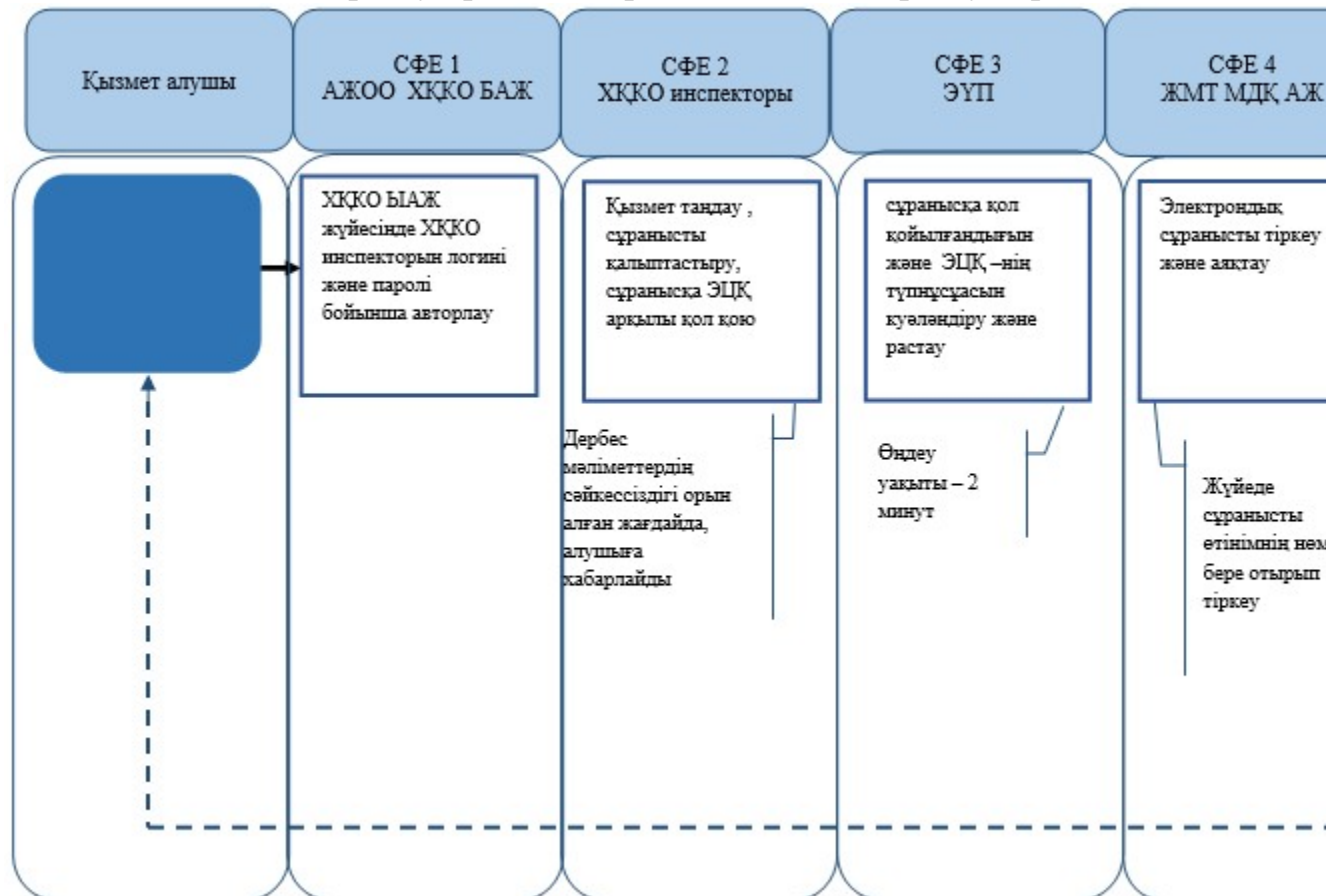 Қызмет алушы
СФЕ 1
АЖОО ХҚКО БАЖ
СФЕ 2
ХҚКО инспекторы
СФЕ 3
ЭҮП
СФЕ 4
ЖМТ МДҚ АЖ
ХҚКО ЫАЖ
жүйесінде ХҚКО
инспекторын логині
және паролі
бойынша авторлау
Қызмет таңдау ,
сұранысты
қалыптастыру,
сұранысқа ЭЦҚ
арқылы қол қою
сұранысқа қол
қойылғандығын
және ЭЦҚ –нің
түпнұсұасын
куәләндіру және
растау
Электрондық
сұранысты тіркеу
және аяқтау
Дербес
мәліметтердің
сәйкессіздігі орын
алған жағдайда,
алушыға
хабарлайды
Өңдеу
уақыты – 2
минут
Жүйеде
сұранысты
өтінімнің
бере отырып
тіркеу